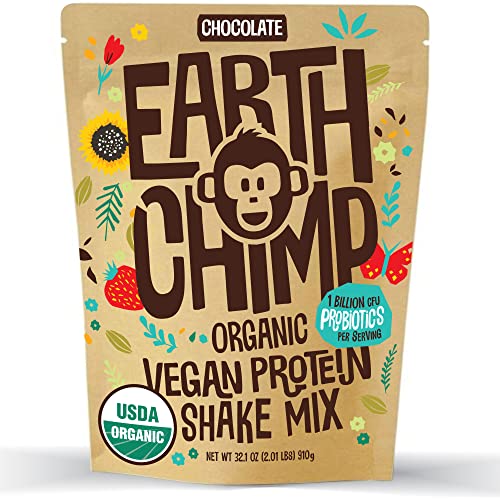 CHOCOLATE
EARTH
CHIMP
1 BILLION CFU
PROBIOTICS
PER SERVING
ORGANIC
VEGAN PROTEIN
SHAKE MIX
USDA
ORGANIC
NET WT 32.1 OZ (2.01 LBS) 910g